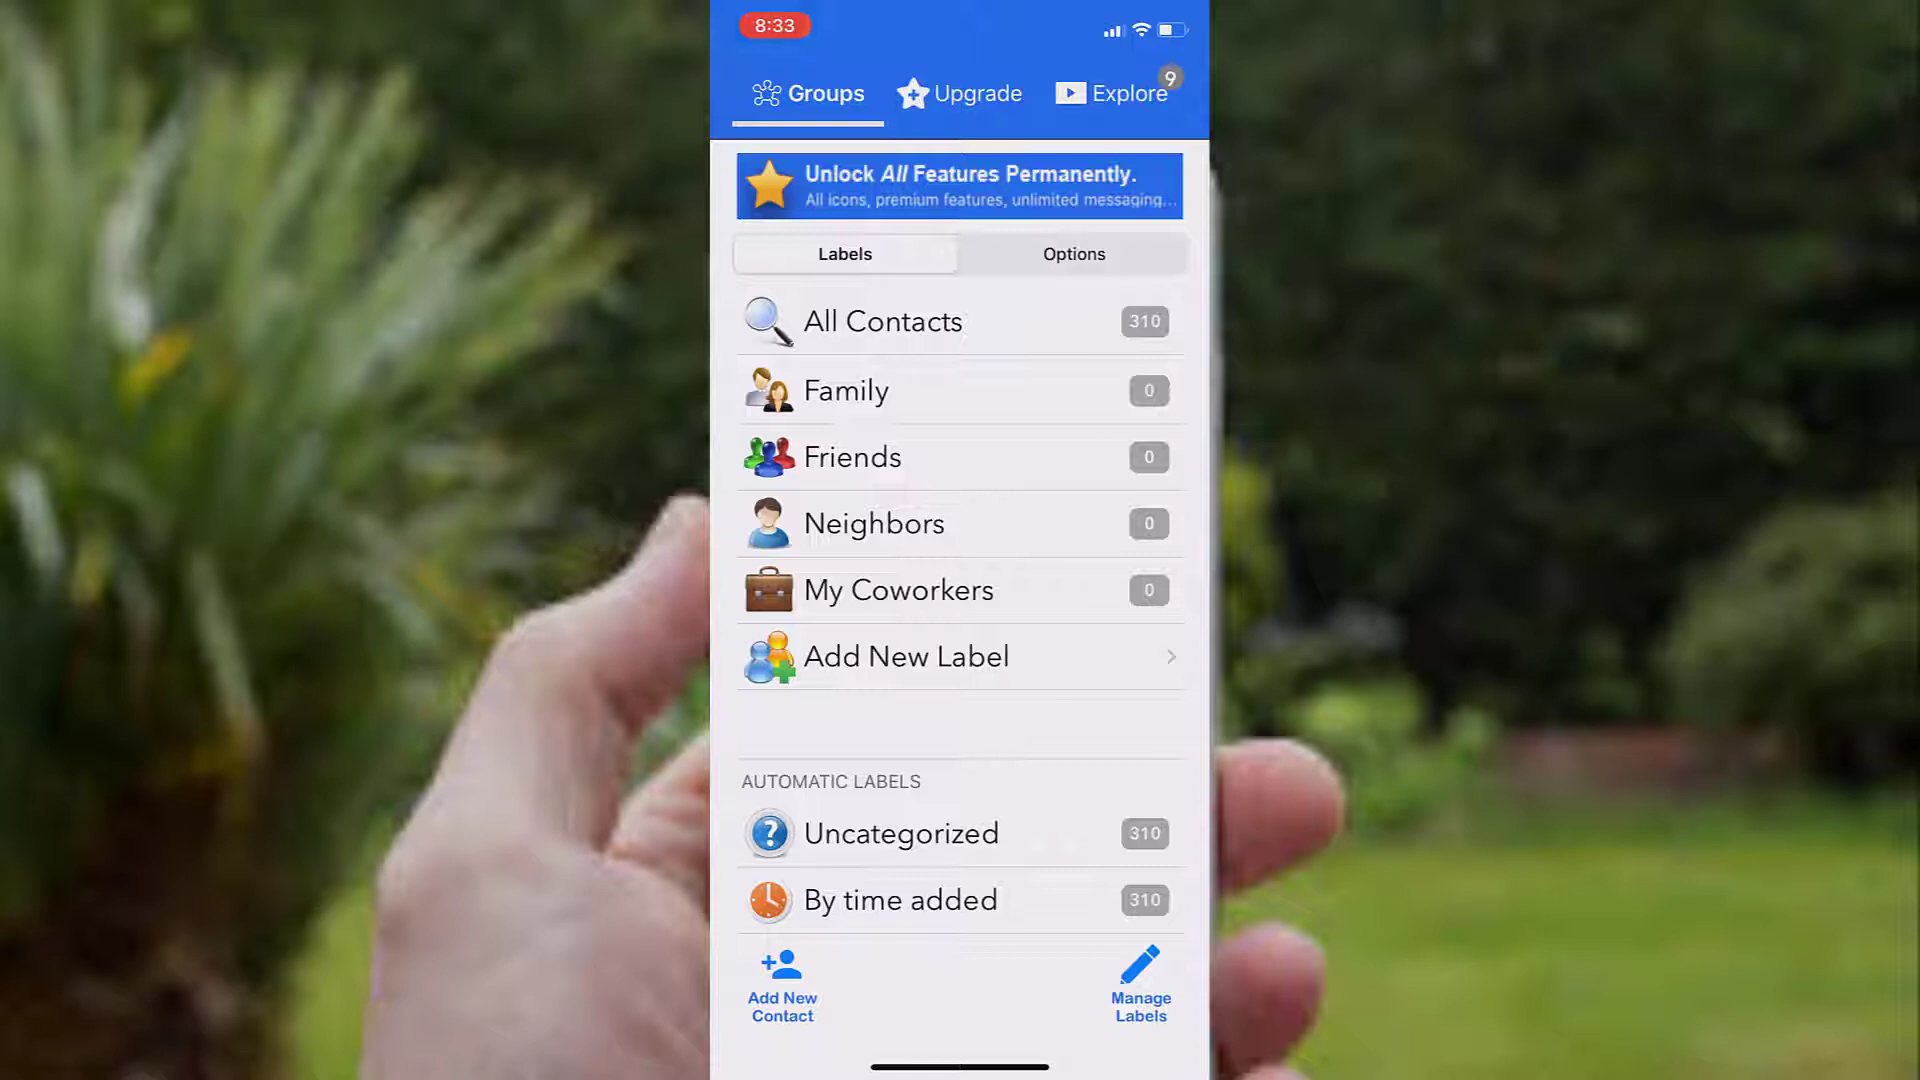 8:33
Groups
Upgrade
Explore
9
Unlock All Features Permanently.
All icons, premium features, unlimited messaging...
Labels
Options
All Contacts
310
Family
0
Friends
0
Neighbors
0
My Coworkers
0
Add New Label
AUTOMATIC LABELS
Uncategorized
310
By time added
310
Add New
Contact
Manage
Labels